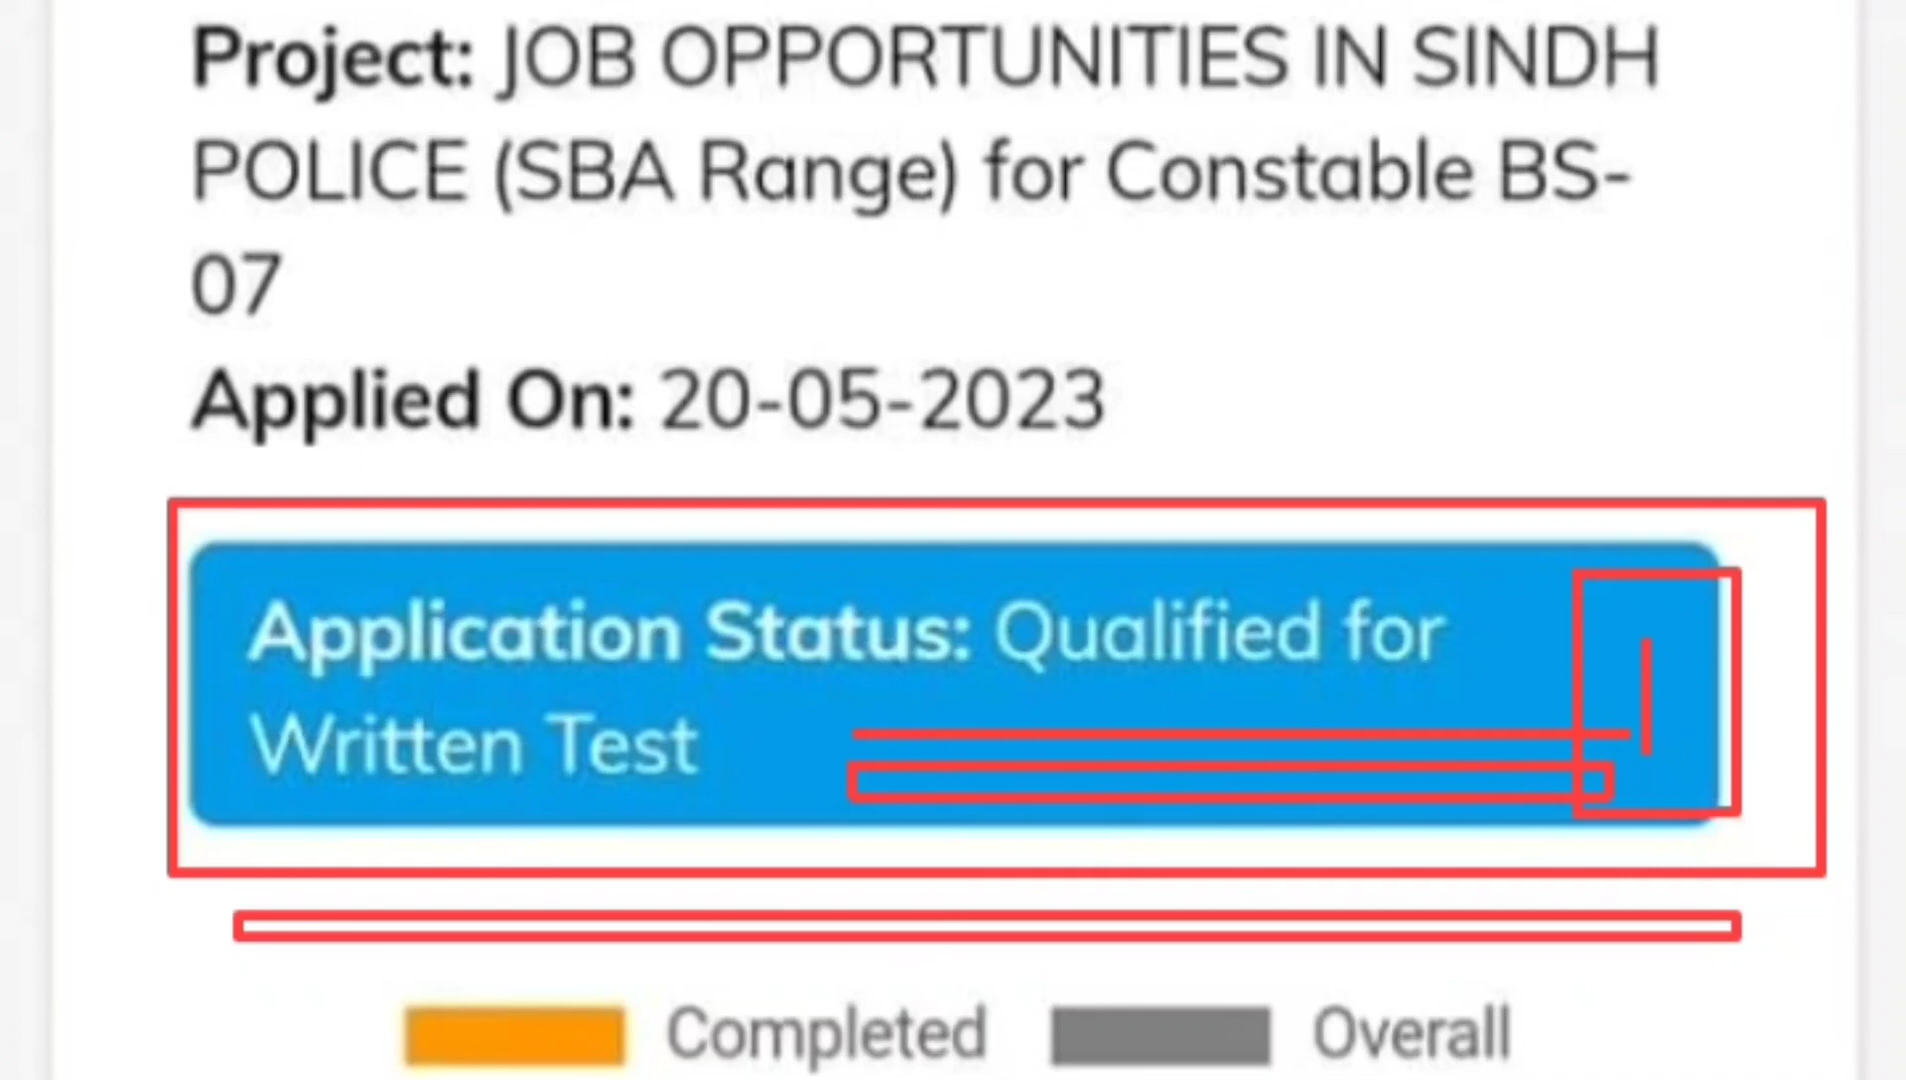 Project: JOB OPPORTUNITIES IN SINDH
POLICE (SBA Range) for Constable BS-
07
Applied On: 20-05-2023
Application Status: Qualified for
Written Test
Completed
Overall